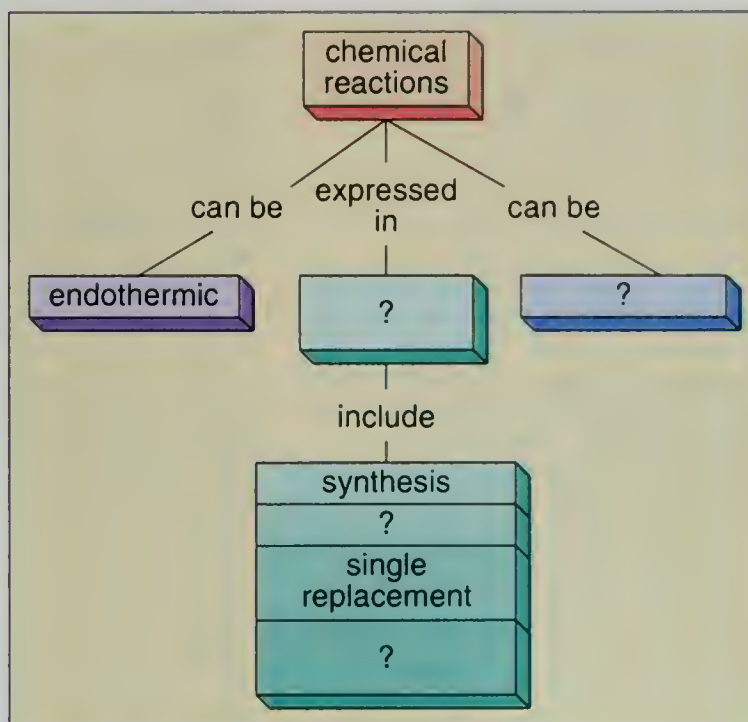 chemical
reactions
can be
expressed
in
can be
endothermic
?
?
include
synthesis
?
single
replacement
?